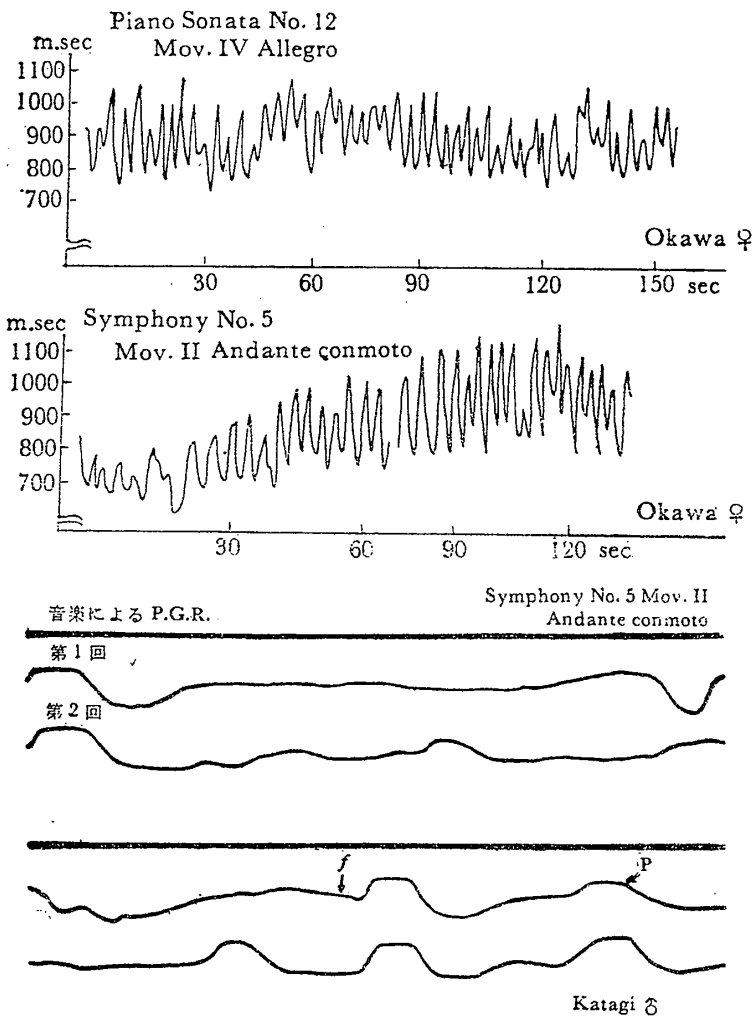 Piano Sonata No. 12
m.sec Mov. IV Allegro
1100
1000
900
800
700
Okawa ♀
30 60 90 120 150 sec
m.sec Symphony No. 5
1100 Mov. II Andante conmoto
1000
900
800
700
Okawa ♀
30 60 90 120 sec
音楽による P.G.R. Symphony No. 5 Mov. II
Andante conmoto
第1回
第2回
f P
Katagi ♂